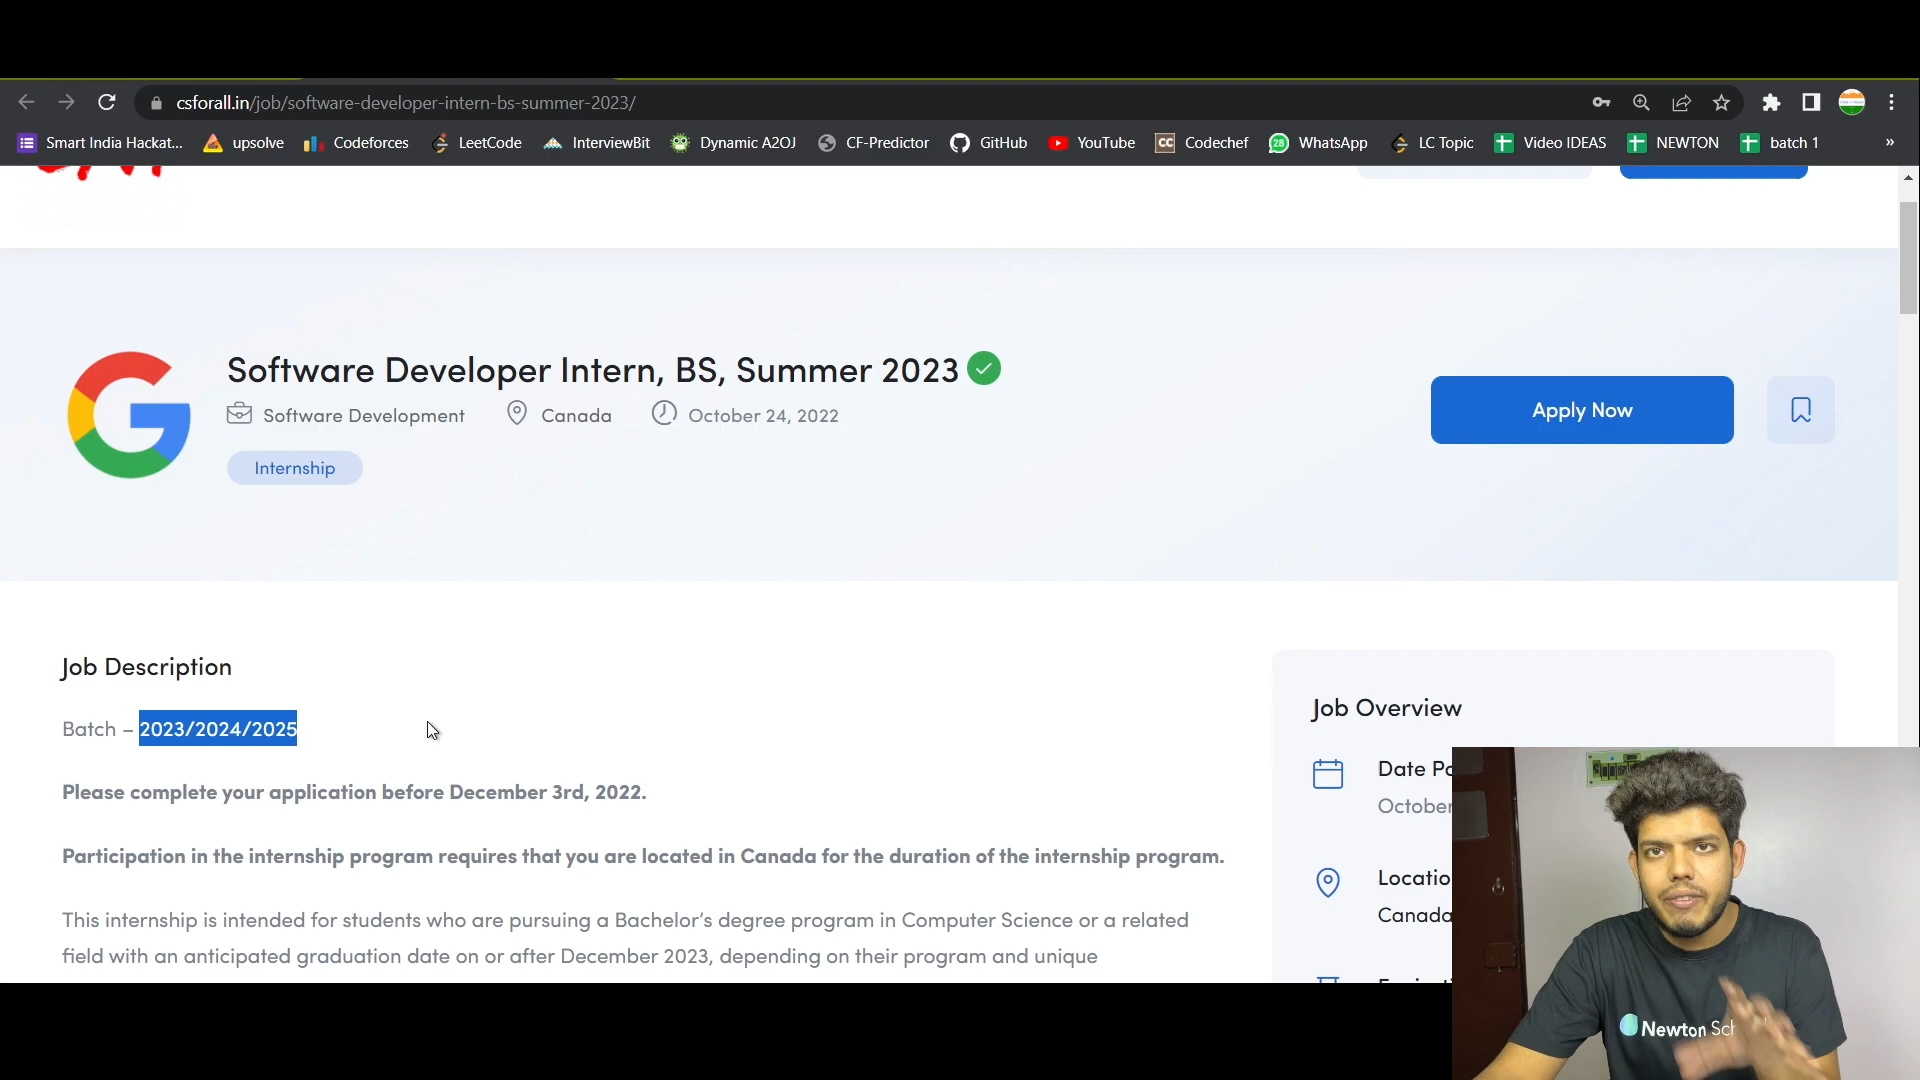 csforall.in/job/software-developer-intern-bs-summer-2023/
Smart India Hackat... upsolve Codeforces LeetCode InterviewBit Dynamic A2OJ CF-Predictor GitHub YouTube CC Codechef 28 WhatsApp LC Topic Video IDEAS NEWTON batch 1 »
Software Developer Intern, BS, Summer 2023
Software Development Canada October 24, 2022
Internship
Apply Now
Job Description
Batch – 2023/2024/2025
Please complete your application before December 3rd, 2022.
Participation in the internship program requires that you are located in Canada for the duration of the internship program.
This internship is intended for students who are pursuing a Bachelor's degree program in Computer Science or a related
field with an anticipated graduation date on or after December 2023, depending on their program and unique
Job Overview
Date Po
October
Locatio
Canada
Newton Sch